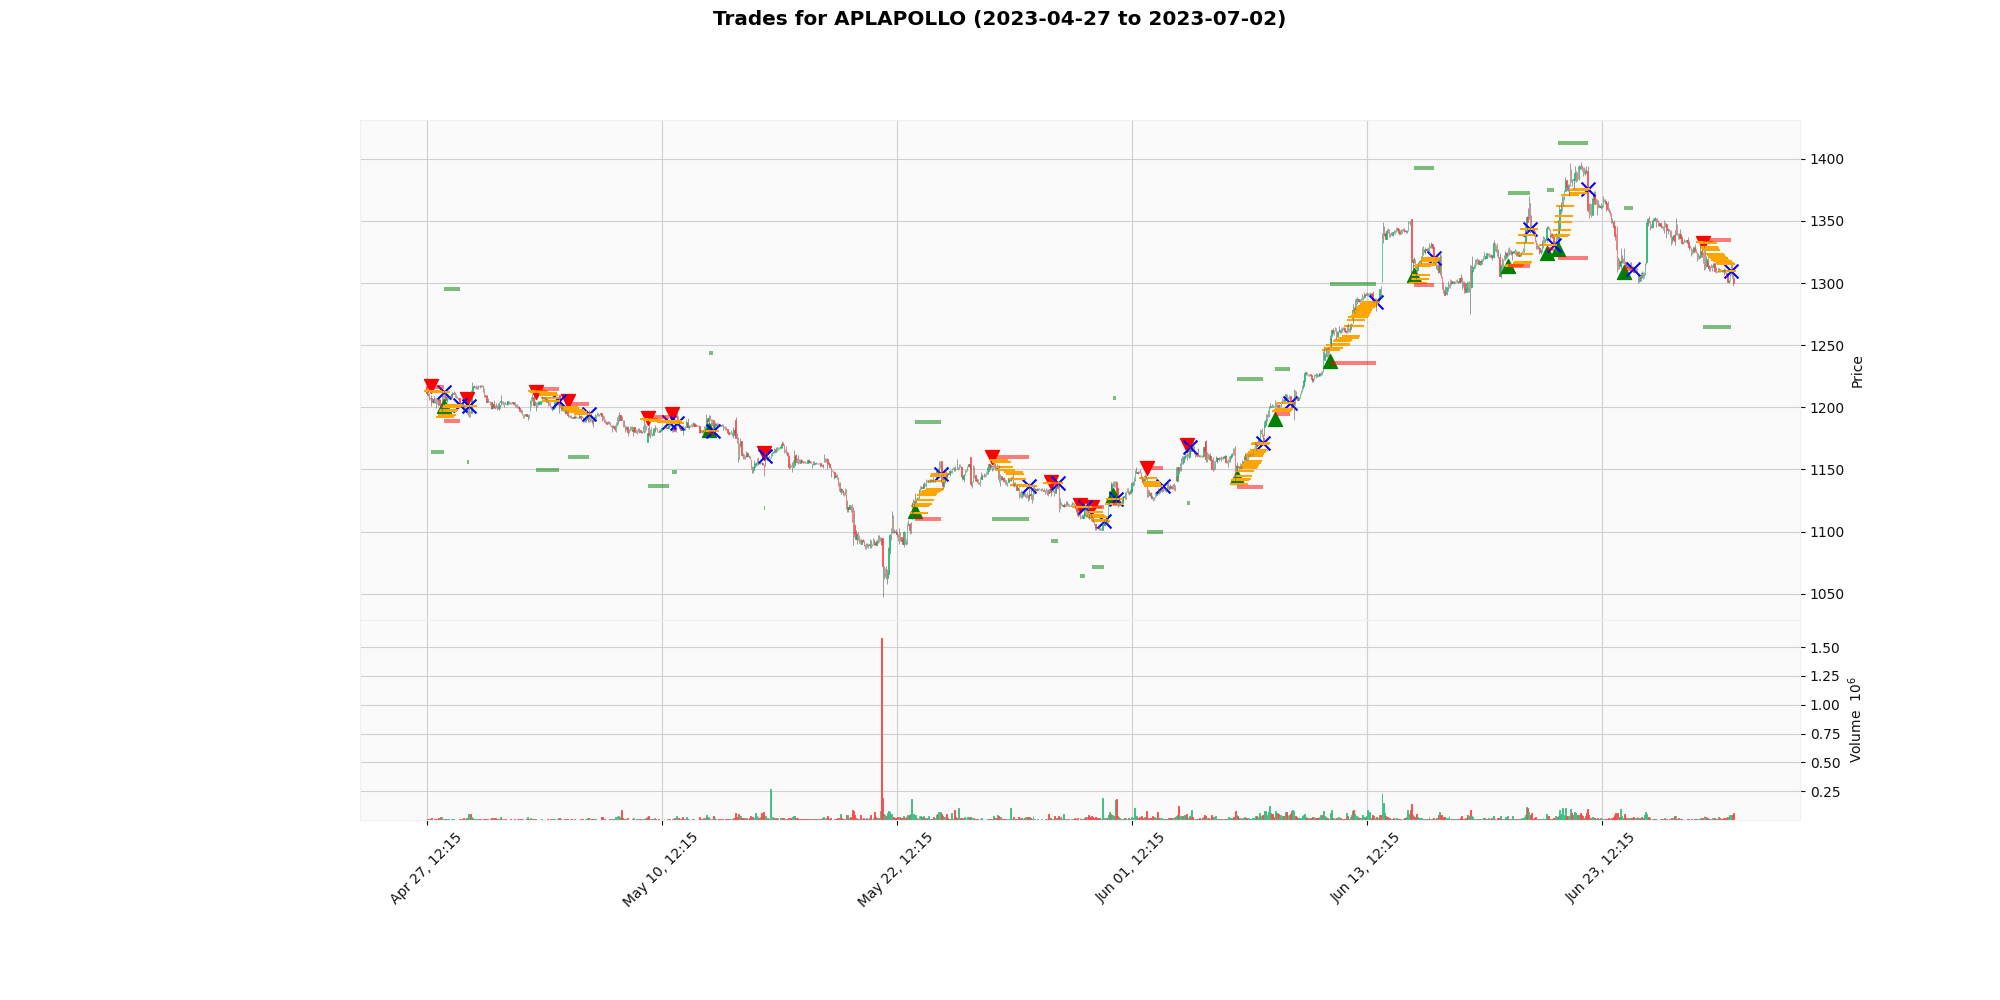 Trades for APLAPOLLO (2023-04-27 to 2023-07-02)
1400
1350
1300
1250
1200
1150
1100
1050
Price
1.50
1.25
1.00
0.75
0.50
0.25
Volume 10^6
Apr 27, 12:15
May 10, 12:15
May 22, 12:15
Jun 01, 12:15
Jun 13, 12:15
Jun 23, 12:15